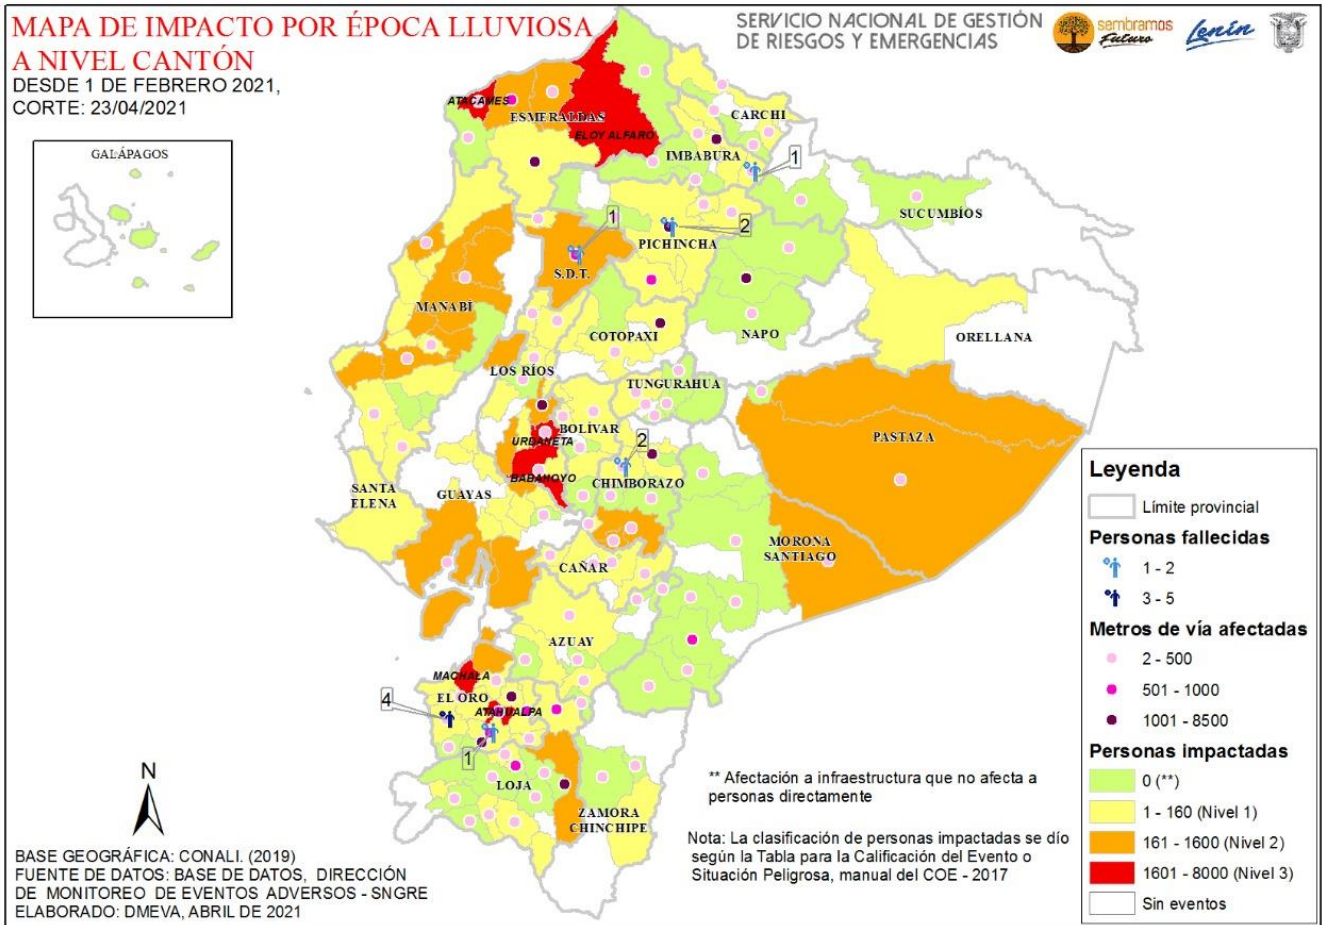 MAPA DE IMPACTO POR ÉPOCA LLUVIOSA
A NIVEL CANTÓN
DESDE 1 DE FEBRERO 2021,
CORTE: 23/04/2021
SERVICIO NACIONAL DE GESTIÓN
DE RIESGOS Y EMERGENCIAS
sembramos
Futuro
Lenín
GALÁPAGOS
ATACAMES
ESMERALDAS
ELOY ALFARO
CARCHI
IMBABURA
1
SUCUMBÍOS
1
2
PICHINCHA
S.D.T.
MANABÍ
COTOPAXI
NAPO
ORELLANA
LOS RÍOS
TUNGURAHUA
BOLÍVAR
URDANETA
2
PASTAZA
BABAHOYO
CHIMBORAZO
SANTA
ELENA
GUAYAS
MORONA
SANTIAGO
CAÑAR
AZUAY
MACHALA
4
EL ORO
ATAHUALPA
1
LOJA
ZAMORA
CHINCHIPE
N
BASE GEOGRÁFICA: CONALI. (2019)
FUENTE DE DATOS: BASE DE DATOS, DIRECCIÓN
DE MONITOREO DE EVENTOS ADVERSOS - SNGRE
ELABORADO: DMEVA, ABRIL DE 2021
** Afectación a infraestructura que no afecta a
personas directamente
Nota: La clasificación de personas impactadas se dío
según la Tabla para la Calificación del Evento o
Situación Peligrosa, manual del COE - 2017
Leyenda
Límite provincial
Personas fallecidas
1 - 2
3 - 5
Metros de vía afectadas
2 - 500
501 - 1000
1001 - 8500
Personas impactadas
0 (**)
1 - 160 (Nivel 1)
161 - 1600 (Nivel 2)
1601 - 8000 (Nivel 3)
Sin eventos